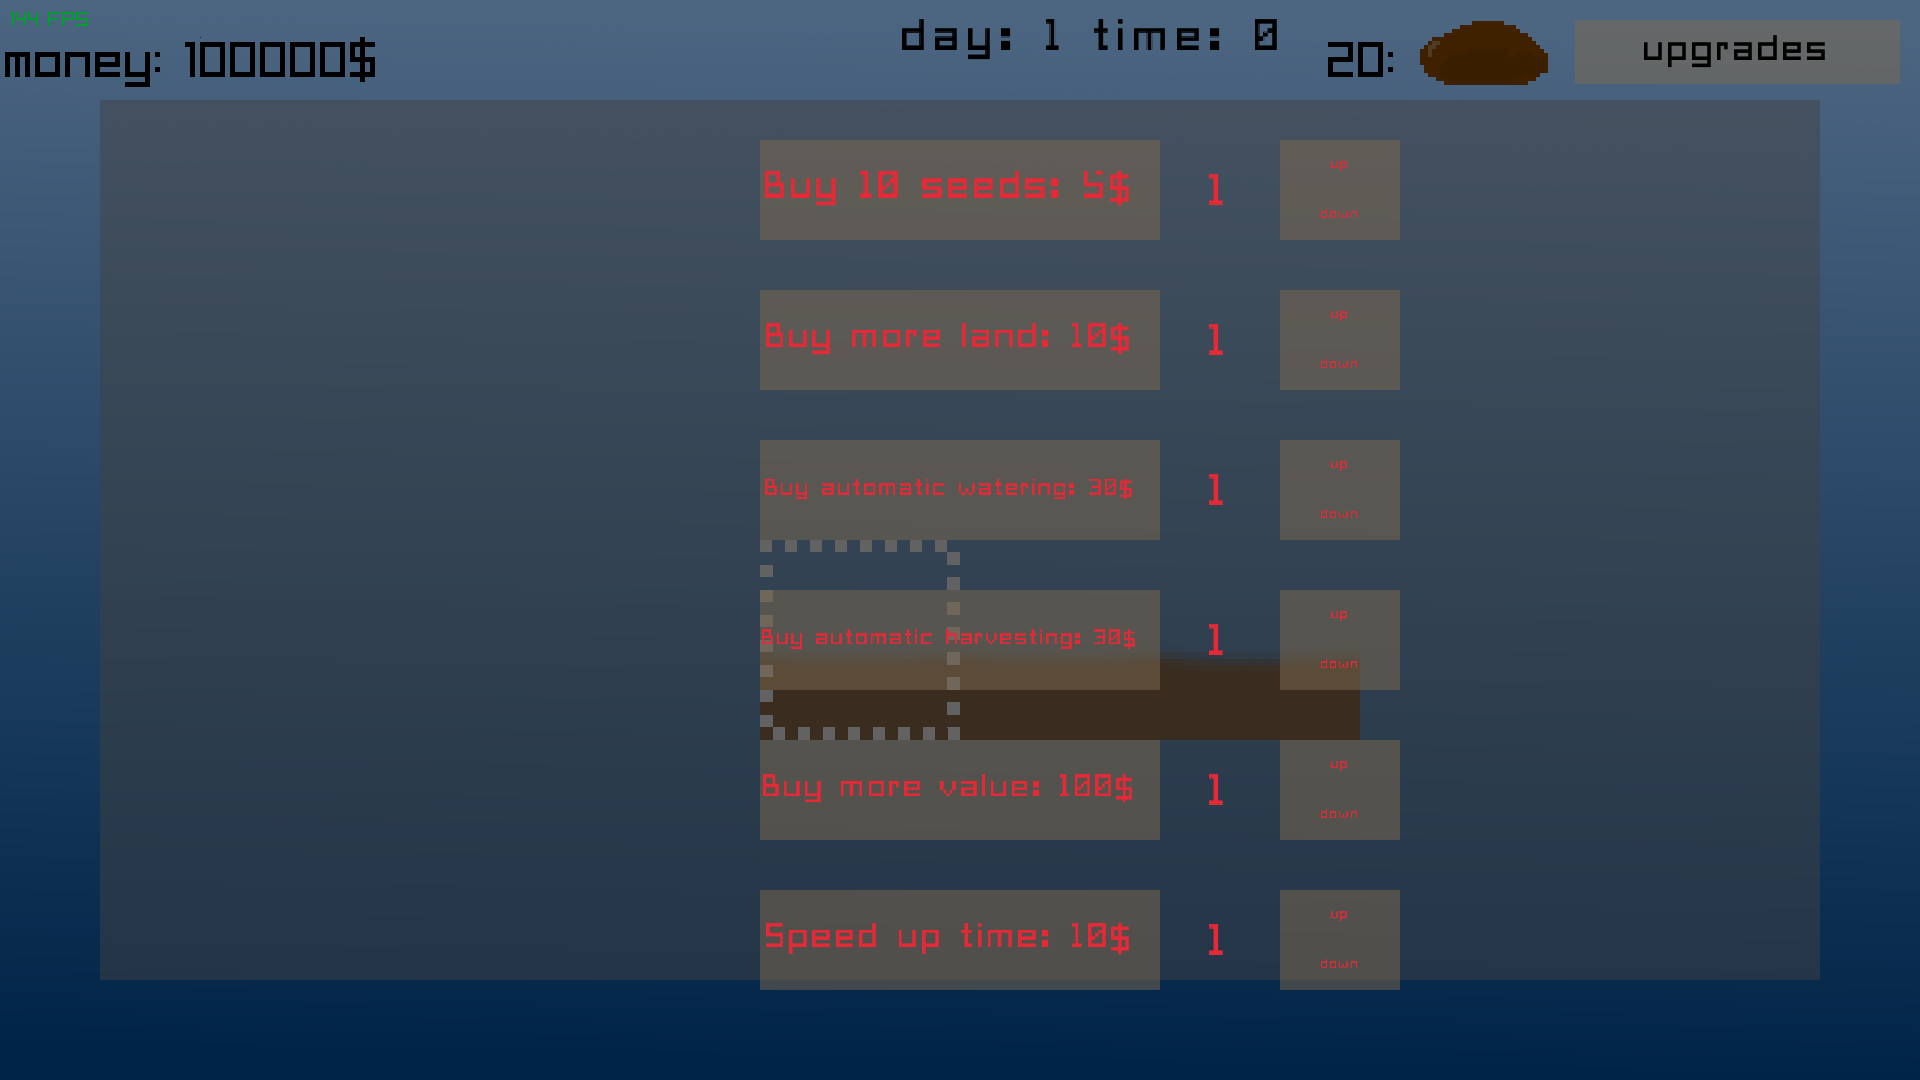 144 FPS
money: 100000$
day: 1 time: 0
20:
upgrades
Buy 10 seeds: 5$
1
up
down
Buy more land: 10$
1
up
down
Buy automatic watering: 30$
1
up
down
Buy automatic harvesting: 30$
1
up
down
Buy more value: 100$
1
up
down
Speed up time: 10$
1
up
down